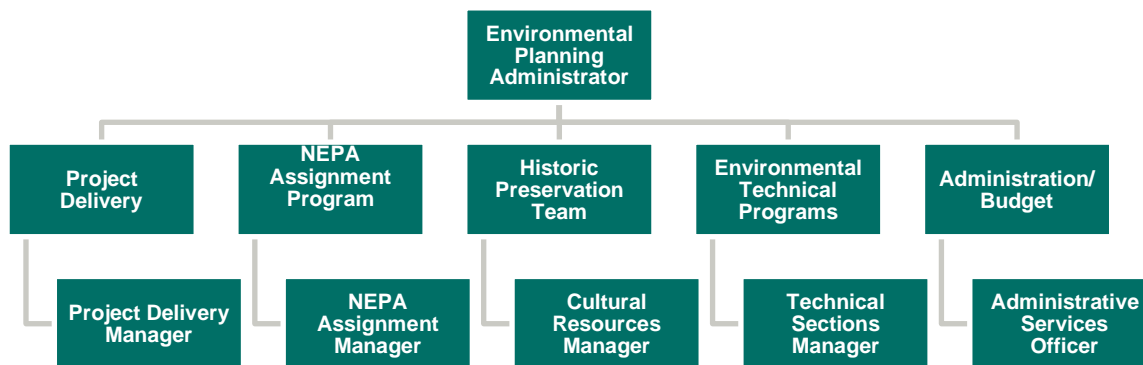 Environmental
Planning
Administrator
Project
Delivery
NEPA
Assignment
Program
Historic
Preservation
Team
Environmental
Technical
Programs
Administration/
Budget
Project Delivery
Manager
NEPA
Assignment
Manager
Cultural
Resources
Manager
Technical
Sections
Manager
Administrative
Services
Officer